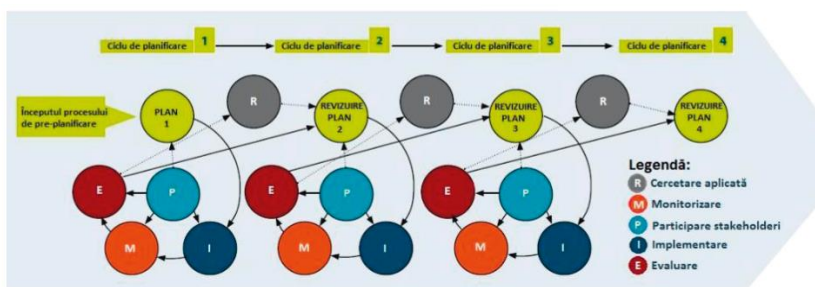 Ciclu de planificare 1
Ciclu de planificare 2
Ciclu de planificare 3
Ciclu de planificare 4
Începutul procesului
de pre-planificare
PLAN
1
R
REVIZUIRE
PLAN
2
R
REVIZUIRE
PLAN
3
R
REVIZUIRE
PLAN 4
E
P
M
I
E
P
M
I
E
P
M
I
Legendă:
R Cercetare aplicată
M Monitorizare
P Participare stakeholderi
I Implementare
E Evaluare